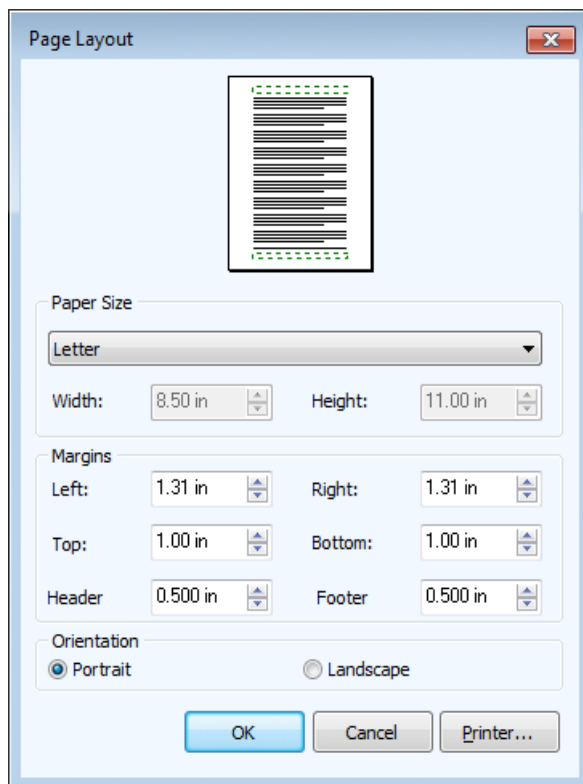 Page Layout
Paper Size
Letter
Width: 8.50 in Height: 11.00 in
Margins
Left: 1.31 in Right: 1.31 in
Top: 1.00 in Bottom: 1.00 in
Header 0.500 in Footer 0.500 in
Orientation
Portrait Landscape
OK Cancel Printer...